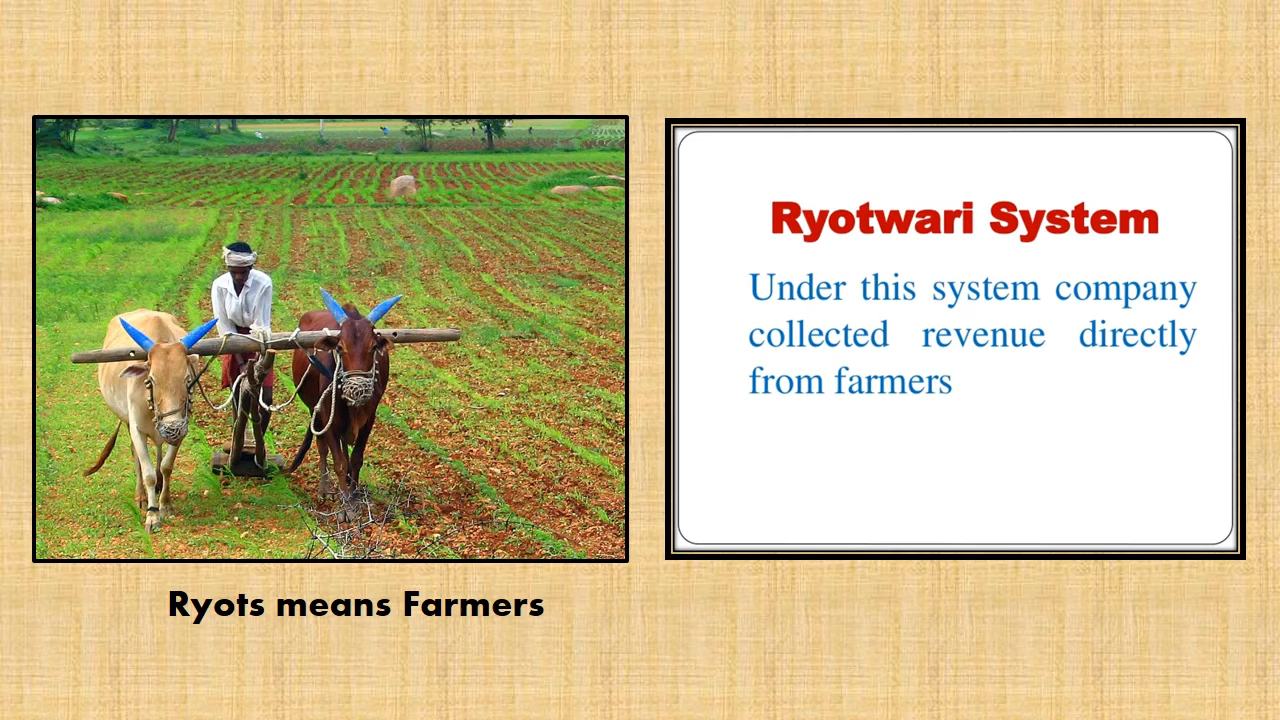 Ryotwari System
Under this system company
collected revenue directly
from farmers
Ryots means Farmers